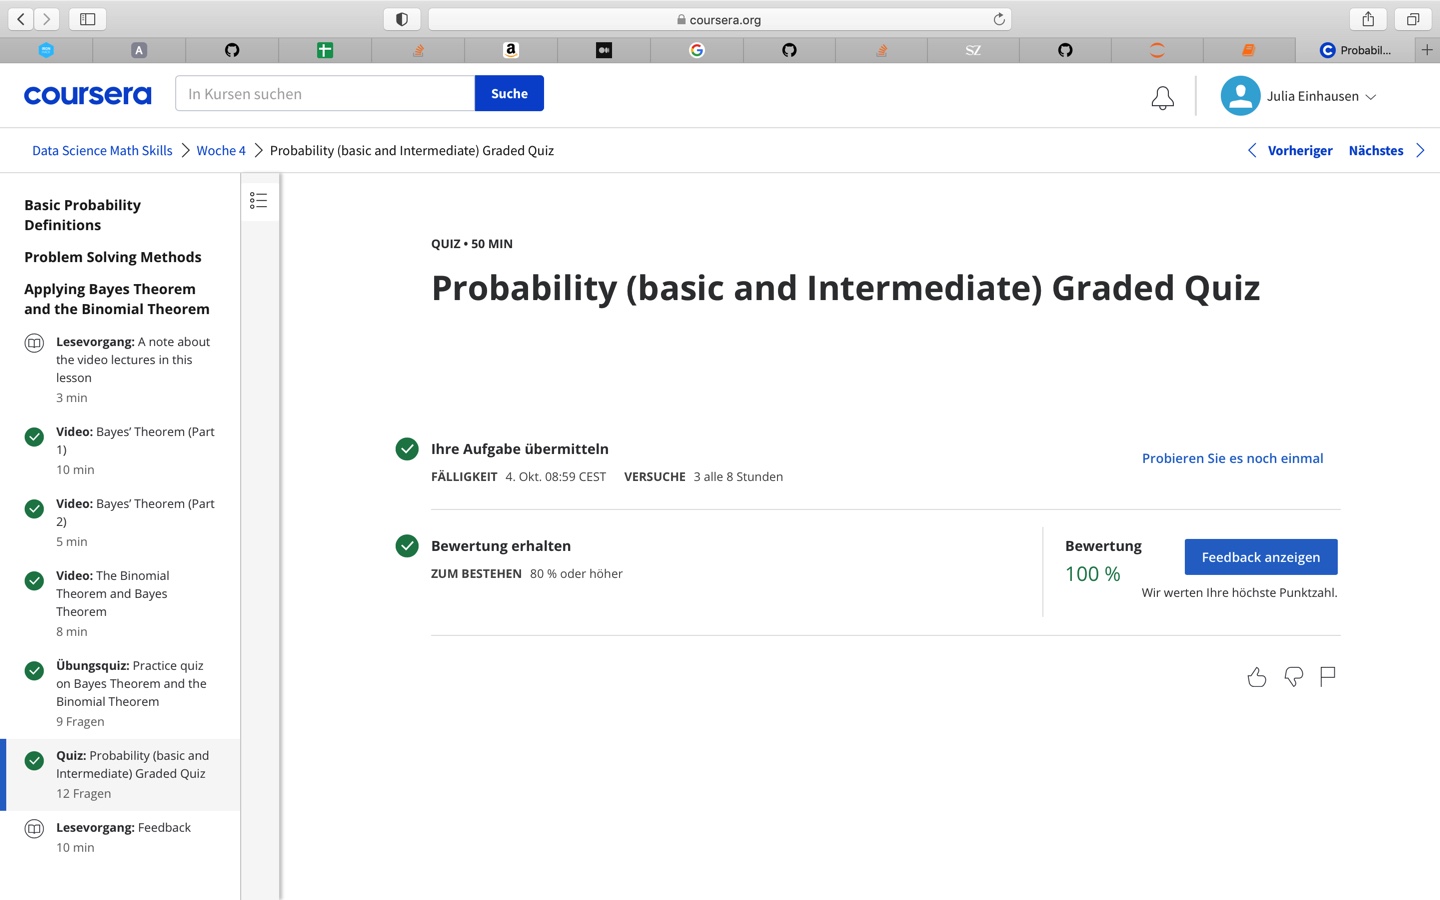 coursera.org
A
a
G
SZ
Probabil...
coursera
In Kursen suchen
Suche
Julia Einhausen
Data Science Math Skills
Woche 4
Probability (basic and Intermediate) Graded Quiz
Vorheriger
Nächstes
Basic Probability
Definitions
Problem Solving Methods
Applying Bayes Theorem
and the Binomial Theorem
Lesevorgang: A note about
the video lectures in this
lesson
3 min
Video: Bayes’ Theorem (Part
1)
10 min
Video: Bayes’ Theorem (Part
2)
5 min
Video: The Binomial
Theorem and Bayes
Theorem
8 min
Übungsquiz: Practice quiz
on Bayes Theorem and the
Binomial Theorem
9 Fragen
Quiz: Probability (basic and
Intermediate) Graded Quiz
12 Fragen
Lesevorgang: Feedback
10 min
QUIZ • 50 MIN
Probability (basic and Intermediate) Graded Quiz
Ihre Aufgabe übermitteln
FÄLLIGKEIT 4. Okt. 08:59 CEST VERSUCHE 3 alle 8 Stunden
Probieren Sie es noch einmal
Bewertung erhalten
ZUM BESTEHEN 80 % oder höher
Bewertung
100 %
Feedback anzeigen
Wir werten Ihre höchste Punktzahl.